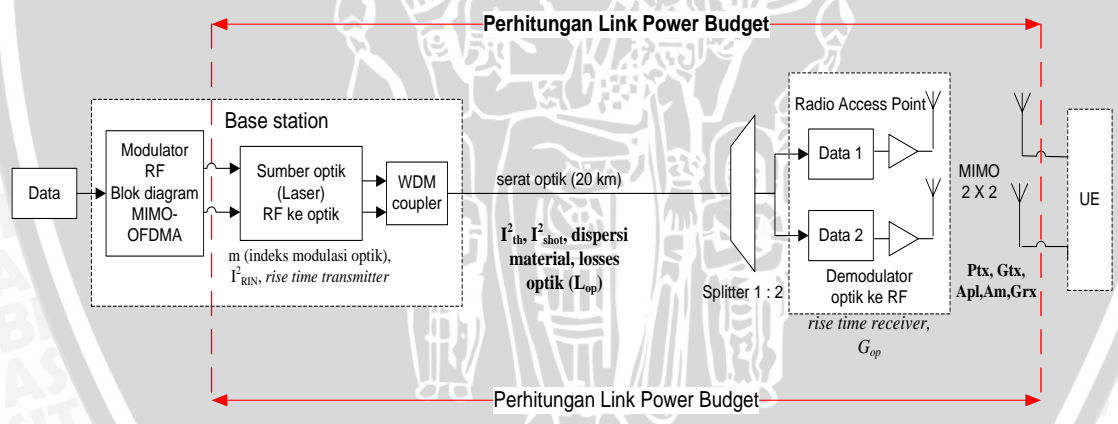 Perhitungan Link Power Budget
Base station
Data
Modulator
RF
Blok diagram
MIMO-
OFDMA
Sumber optik
(Laser)
RF ke optik
WDM
coupler
m (indeks modulasi optik),
I²RIN, rise time transmitter
serat optik (20 km)
I²th, I²shot, dispersi
material, losses
optik (Lop)
Splitter 1 : 2
Radio Access Point
Data 1
Data 2
Demodulator
optik ke RF
rise time receiver,
Gop
MIMO
2 X 2
Ptx, Gtx,
Apl,Am,Grx
UE
Perhitungan Link Power Budget